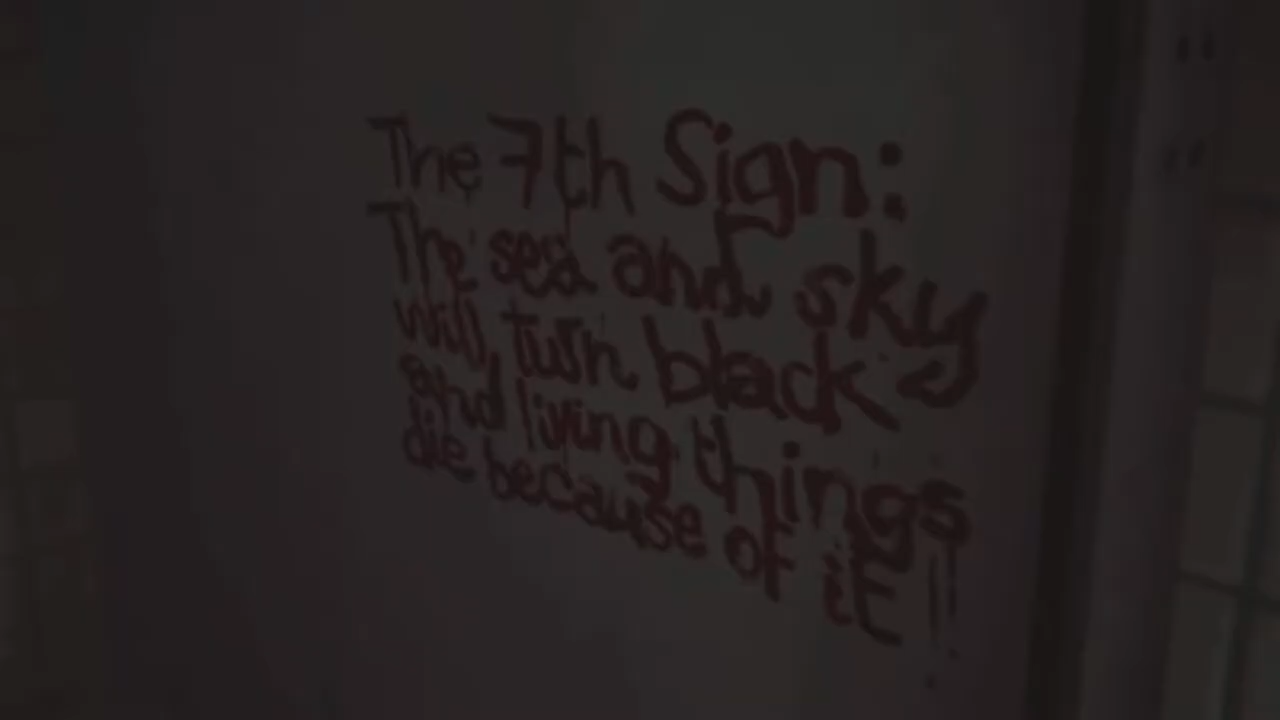 The 7th Sign:
The sea and sky
will turn black
and living things
die because of it